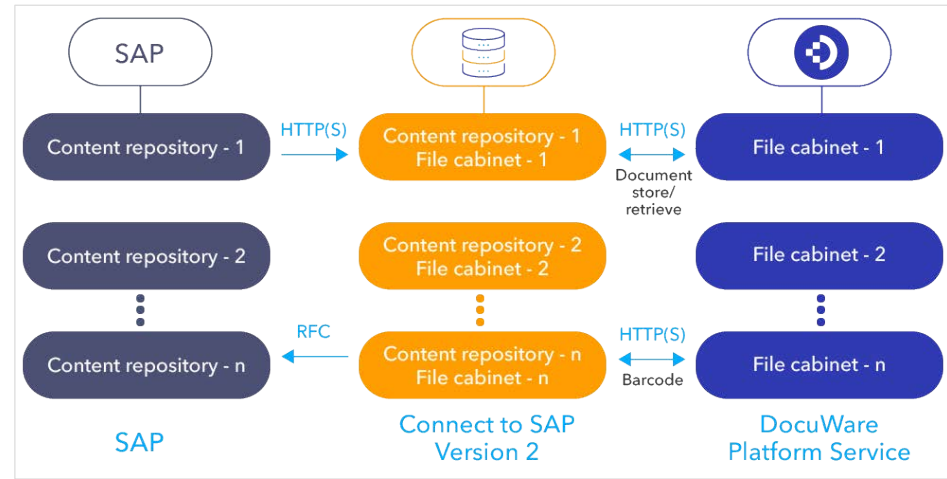 SAP
Content repository - 1
HTTP(S)
Content repository - 1
File cabinet - 1
HTTP(S)
Document
store/
retrieve
File cabinet - 1
Content repository - 2
Content repository - 2
File cabinet - 2
File cabinet - 2
Content repository - n
RFC
Content repository - n
File cabinet - n
HTTP(S)
Barcode
File cabinet - n
SAP
Connect to SAP
Version 2
DocuWare
Platform Service